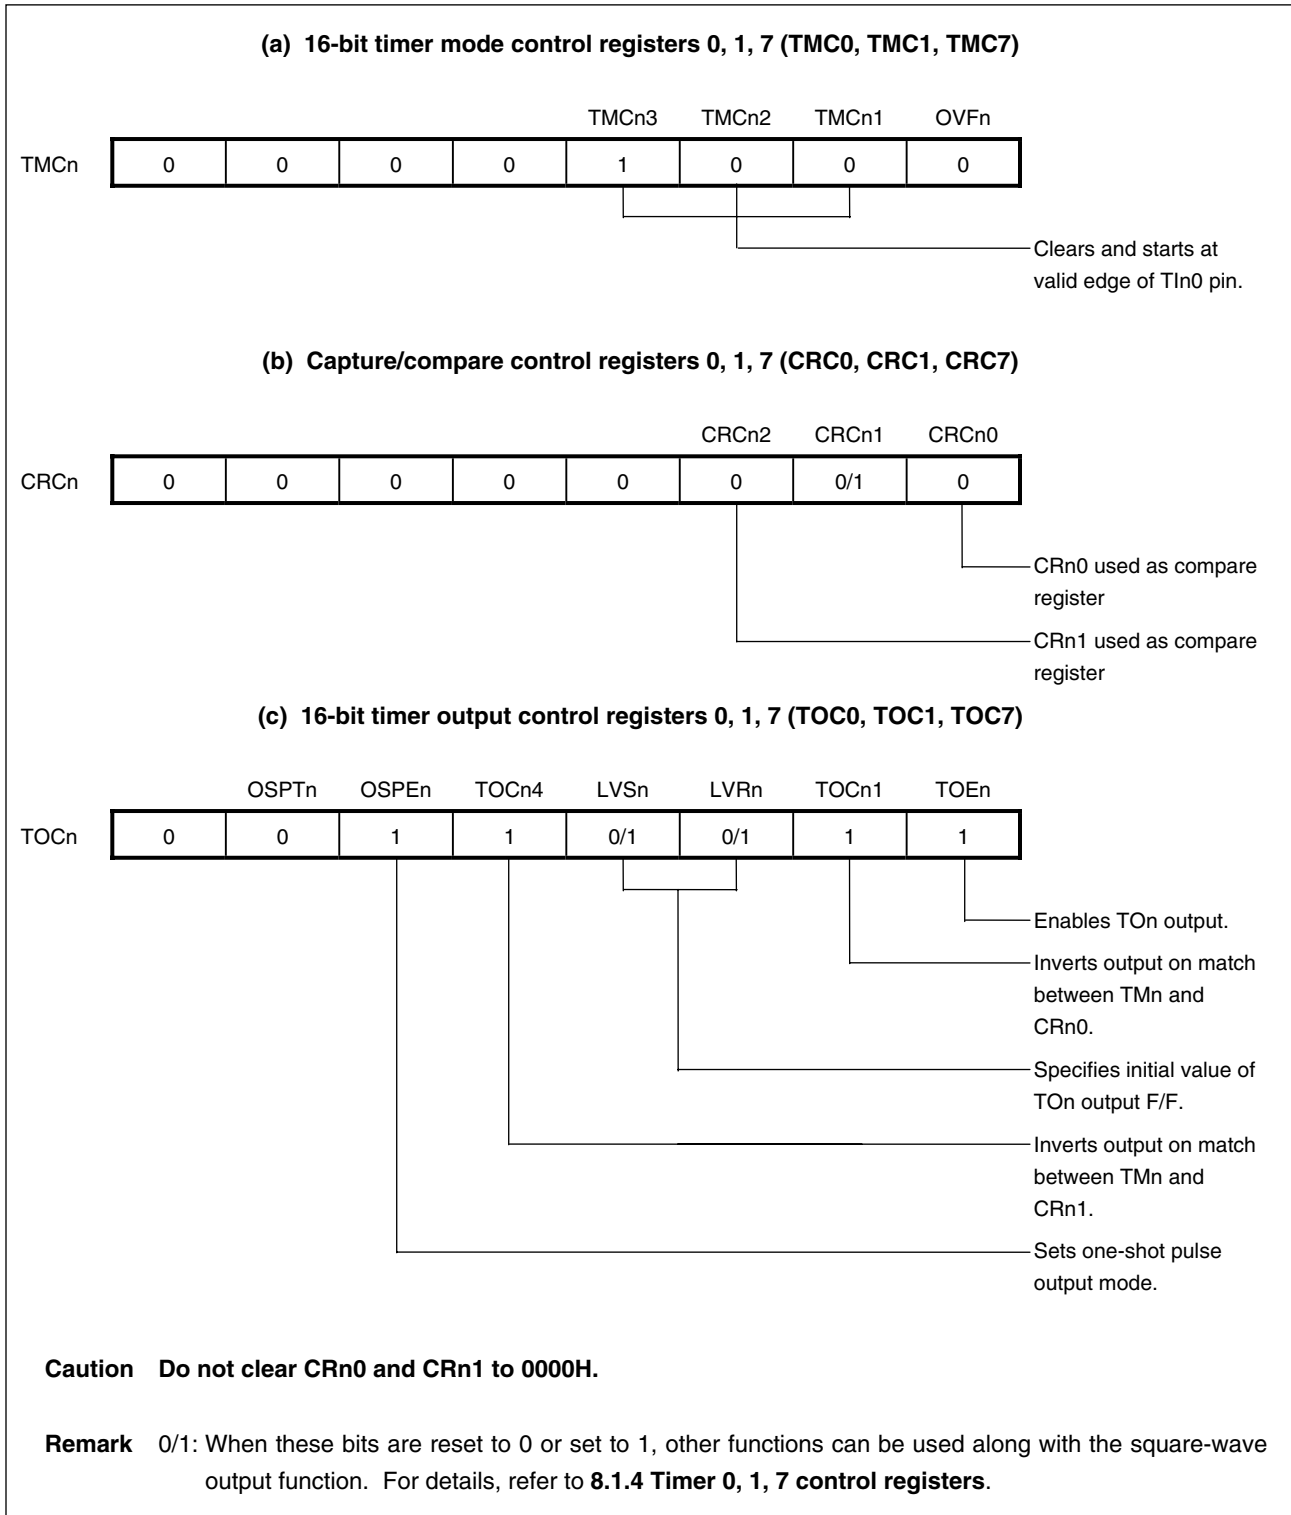 (a) 16-bit timer mode control registers 0, 1, 7 (TMC0, TMC1, TMC7)
TMCn3 TMCn2 TMCn1 OVFn
TMCn 0 0 0 0 1 0 0 0
Clears and starts at
valid edge of TIn0 pin.
(b) Capture/compare control registers 0, 1, 7 (CRC0, CRC1, CRC7)
CRCn2 CRCn1 CRCn0
CRCn 0 0 0 0 0 0 0/1 0
CRn0 used as compare
register
CRn1 used as compare
register
(c) 16-bit timer output control registers 0, 1, 7 (TOC0, TOC1, TOC7)
OSPTn OSPEn TOCn4 LVSn LVRn TOCn1 TOEn
TOCn 0 0 1 1 0/1 0/1 1 1
Enables TOn output.
Inverts output on match
between TMn and
CRn0.
Specifies initial value of
TOn output F/F.
Inverts output on match
between TMn and
CRn1.
Sets one-shot pulse
output mode.
Caution Do not clear CRn0 and CRn1 to 0000H.
Remark 0/1: When these bits are reset to 0 or set to 1, other functions can be used along with the square-wave
output function. For details, refer to 8.1.4 Timer 0, 1, 7 control registers.